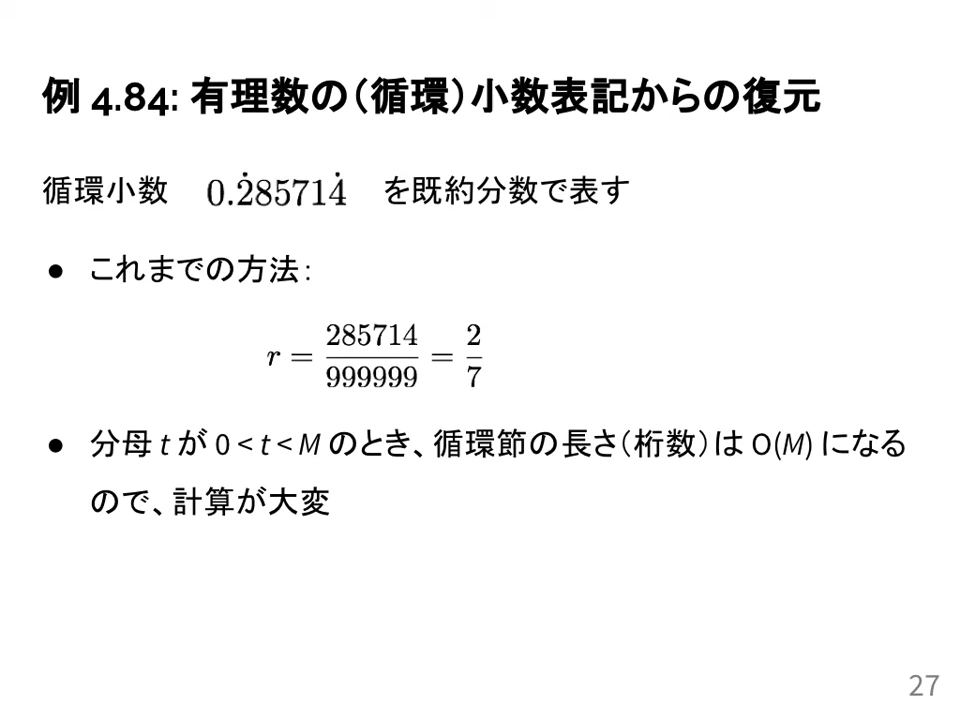 例 4.84: 有理数の（循環）小数表記からの復元
循環小数 0.2̇85714̇ を既約分数で表す
● これまでの方法：
r = 285714/999999 = 2/7
● 分母 t が 0 < t < M のとき、循環節の長さ（桁数）は O(M) になる
ので、計算が大変
27